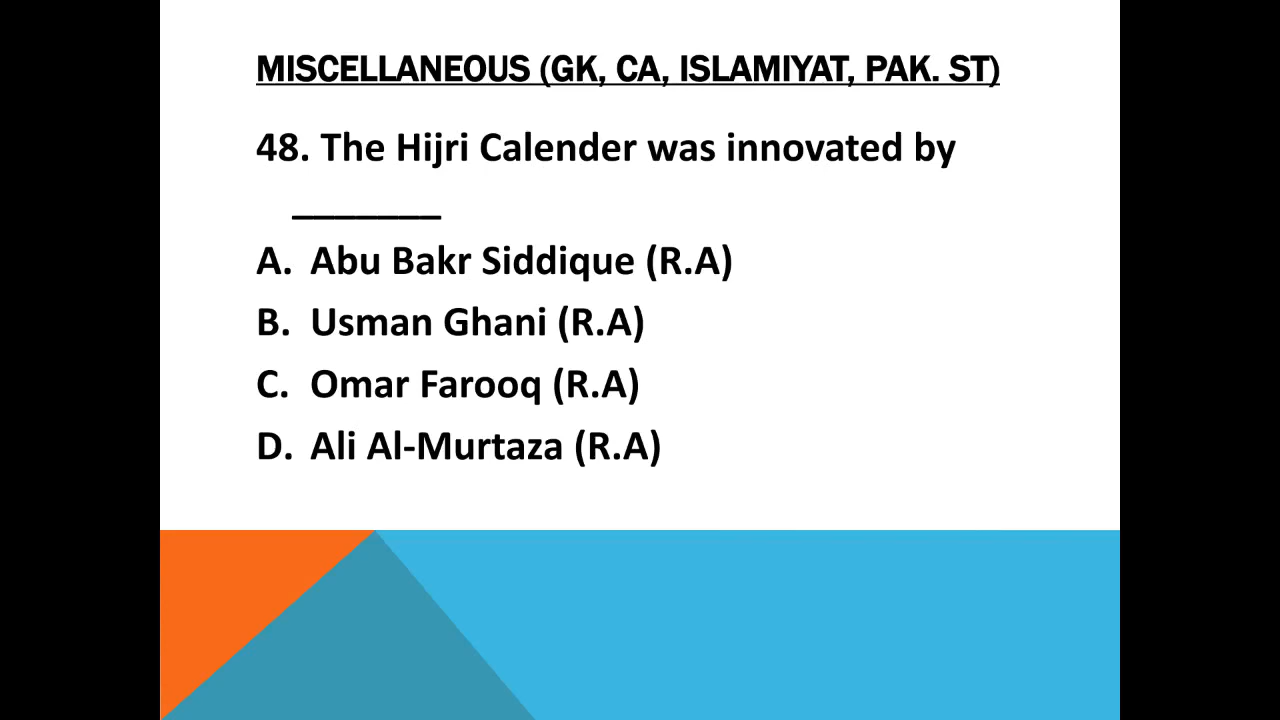 MISCELLANEOUS (GK, CA, ISLAMIYAT, PAK. ST)
48. The Hijri Calender was innovated by
_______
A. Abu Bakr Siddique (R.A)
B. Usman Ghani (R.A)
C. Omar Farooq (R.A)
D. Ali Al-Murtaza (R.A)